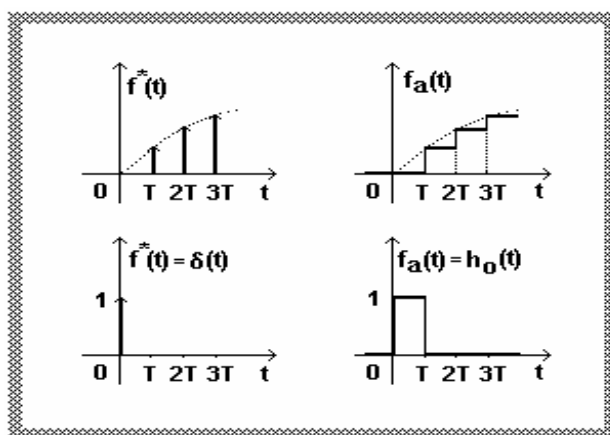 f*(t)
0 T 2T 3T t
fa(t)
0 T 2T 3T t
f*(t) = δ(t)
1
0 T 2T 3T t
fa(t) = ho(t)
1
0 T 2T 3T t